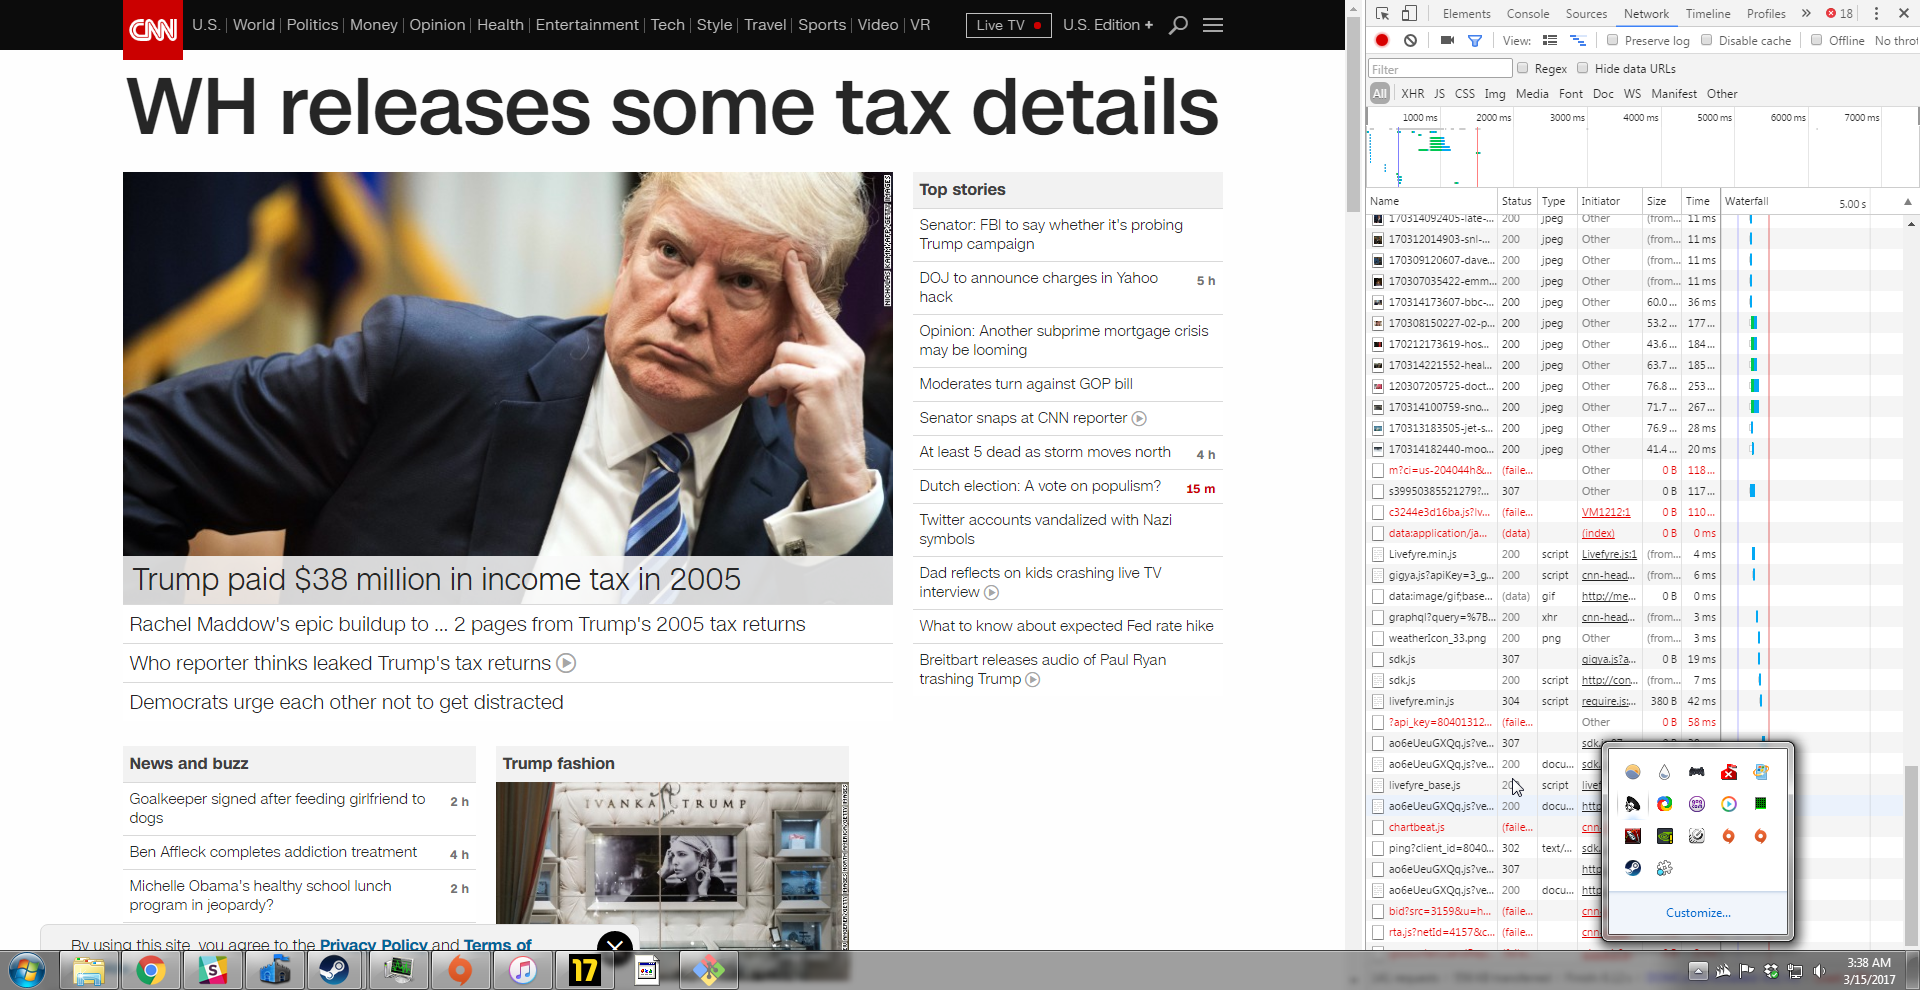 CNN
U.S. World Politics Money Opinion Health Entertainment Tech Style Travel Sports Video VR
Live TV
U.S. Edition +
WH releases some tax details
NICHOLAS KAMM/AFP/GETTY IMAGES
Trump paid $38 million in income tax in 2005
Rachel Maddow's epic buildup to ... 2 pages from Trump's 2005 tax returns
Who reporter thinks leaked Trump's tax returns
Democrats urge each other not to get distracted
Top stories
Senator: FBI to say whether it's probing
Trump campaign
DOJ to announce charges in Yahoo
hack
5 h
Opinion: Another subprime mortgage crisis
may be looming
Moderates turn against GOP bill
Senator snaps at CNN reporter
At least 5 dead as storm moves north 4 h
Dutch election: A vote on populism? 15 m
Twitter accounts vandalized with Nazi
symbols
Dad reflects on kids crashing live TV
interview
What to know about expected Fed rate hike
Breitbart releases audio of Paul Ryan
trashing Trump
News and buzz
Goalkeeper signed after feeding girlfriend to
dogs
2 h
Ben Affleck completes addiction treatment 4 h
Michelle Obama's healthy school lunch
program in jeopardy?
2 h
Trump fashion
IVANKA TRUMP
By using this site, you agree to the Privacy Policy and Terms of
Elements Console Sources Network Timeline Profiles » 18
View: Preserve log Disable cache Offline No throt
Filter Regex Hide data URLs
All XHR JS CSS Img Media Font Doc WS Manifest Other
1000 ms 2000 ms 3000 ms 4000 ms 5000 ms 6000 ms 7000 ms
Name Status Type Initiator Size Time Waterfall 5.00 s
170314092405-late-... 200 jpeg Other (from... 11 ms
170312014903-snl-... 200 jpeg Other (from... 11 ms
170309120607-dave... 200 jpeg Other (from... 11 ms
170307035422-emm... 200 jpeg Other (from... 11 ms
170314173607-bbc-... 200 jpeg Other 60.0 ... 36 ms
170308150227-02-p... 200 jpeg Other 53.2 ... 177 ...
170212173619-hos... 200 jpeg Other 43.6 ... 184 ...
170314221552-heal... 200 jpeg Other 63.7 ... 185 ...
120307205725-doct... 200 jpeg Other 76.8 ... 253 ...
170314100759-sno... 200 jpeg Other 71.7 ... 267 ...
170313183505-jet-s... 200 jpeg Other 76.9 ... 28 ms
170314182440-moo... 200 jpeg Other 41.4 ... 20 ms
m?ci=us-204044h&... (faile... Other 0 B 118 ...
s39950385521279?... 307 Other 0 B 117 ...
c3244e3d16ba.js?lv... (faile... VM1212:1 0 B 110 ...
data:application/ja... (data) (index) 0 B 0 ms
Livefyre.min.js 200 script Livefyre.js:1 (from... 4 ms
gigya.js?apiKey=3_g... 200 script cnn-head... (from... 6 ms
data:image/gif;base... (data) gif http://me... 0 B 0 ms
graphql?query=%7B... 200 xhr cnn-head... (from... 3 ms
weatherIcon_33.png 200 png Other (from... 3 ms
sdk.js 307 gigya.js?a... 0 B 19 ms
sdk.js 200 script http://con... (from... 7 ms
livefyre.min.js 304 script require.js:... 380 B 42 ms
?api_key=80401312... (faile... Other 0 B 58 ms
ao6eUeuGXQq.js?ve... 307
ao6eUeuGXQq.js?ve... 200 docu... sdk
livefyre_base.js script livef
ao6eUeuGXQq.js?ve... 200 docu... http
chartbeat.js (faile... cnn
ping?client_id=8040... 302 text/... sdk
ao6eUeuGXQq.js?ve... 307 http
ao6eUeuGXQq.js?ve... 200 docu... http
bid?src=3159&u=h... (faile... cnn
rta.js?netId=4157&c... (faile... cnn
Customize...
17
3:38 AM
3/15/2017